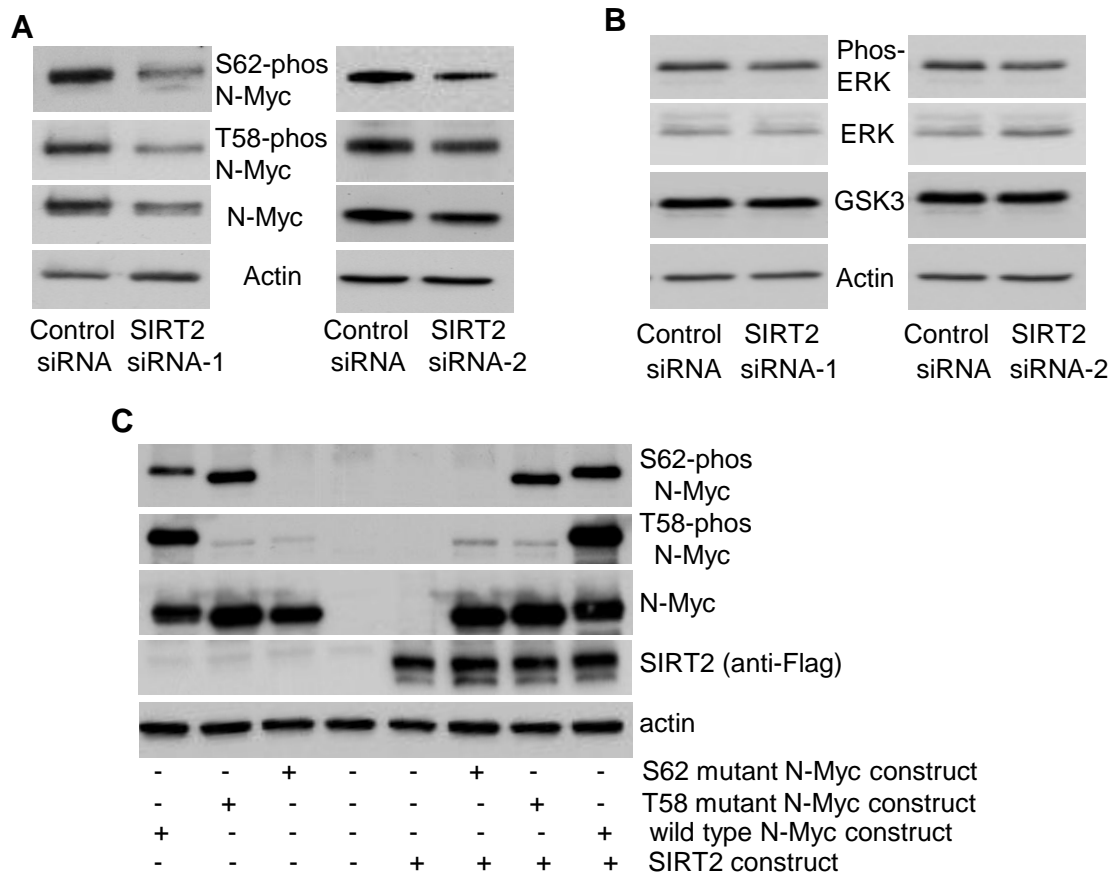 A
S62-phos
N-Myc
T58-phos
N-Myc
N-Myc
Actin
Control SIRT2
siRNA siRNA-1
Control SIRT2
siRNA siRNA-2
B
Phos-
ERK
ERK
GSK3
Actin
Control SIRT2
siRNA siRNA-1
Control SIRT2
siRNA siRNA-2
C
S62-phos
N-Myc
T58-phos
N-Myc
N-Myc
SIRT2 (anti-Flag)
actin
- - + - - + - - S62 mutant N-Myc construct
- + - - - - + - T58 mutant N-Myc construct
+ - - - - - - + wild type N-Myc construct
- - - - + + + + SIRT2 construct